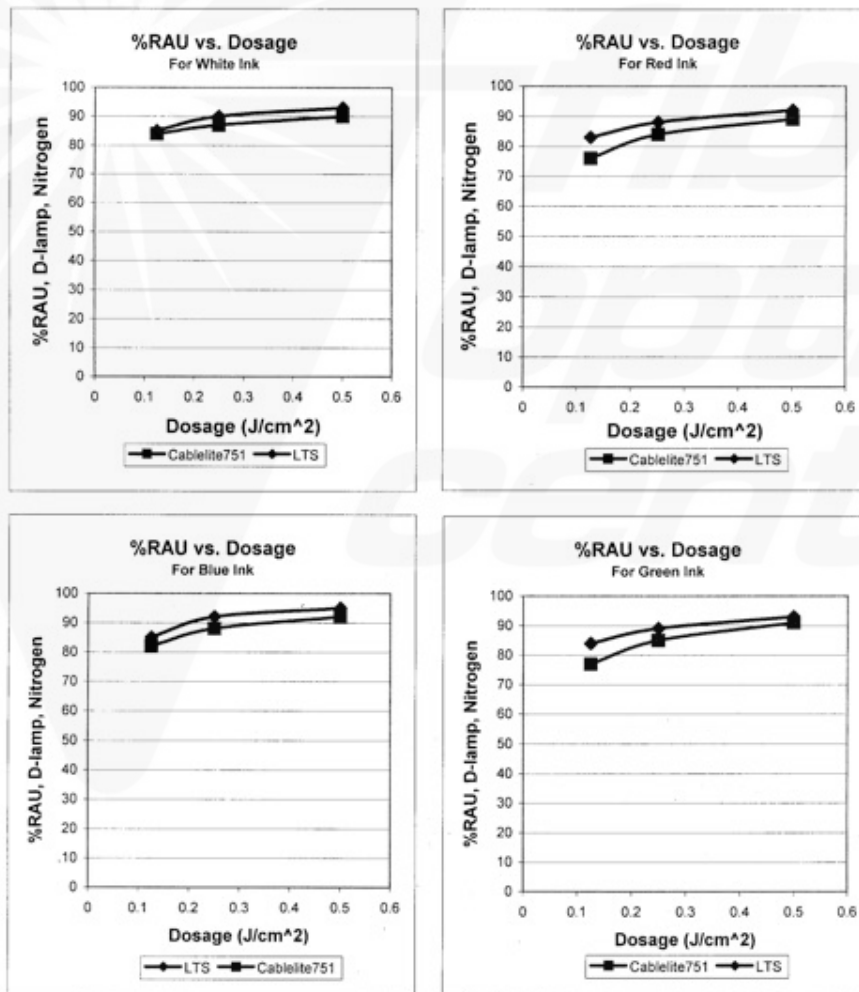 %RAU vs. Dosage
For White Ink
%RAU, D-lamp, Nitrogen
100
90
80
70
60
50
40
30
20
10
0
0 0.1 0.2 0.3 0.4 0.5 0.6
Dosage (J/cm^2)
Cablelite751 LTS
%RAU vs. Dosage
For Red Ink
%RAU, D-lamp, Nitrogen
100
90
80
70
60
50
40
30
20
10
0
0 0.1 0.2 0.3 0.4 0.5 0.6
Dosage (J/cm^2)
Cablelite751 LTS
%RAU vs. Dosage
For Blue Ink
%RAU, D-lamp, Nitrogen
100
90
80
70
60
50
40
30
20
10
0
0 0.1 0.2 0.3 0.4 0.5 0.6
Dosage (J/cm^2)
LTS Cablelite751
%RAU vs. Dosage
For Green Ink
%RAU, D-lamp, Nitrogen
100
90
80
70
60
50
40
30
20
10
0
0 0.1 0.2 0.3 0.4 0.5 0.6
Dosage (J/cm^2)
Cablelite751 LTS